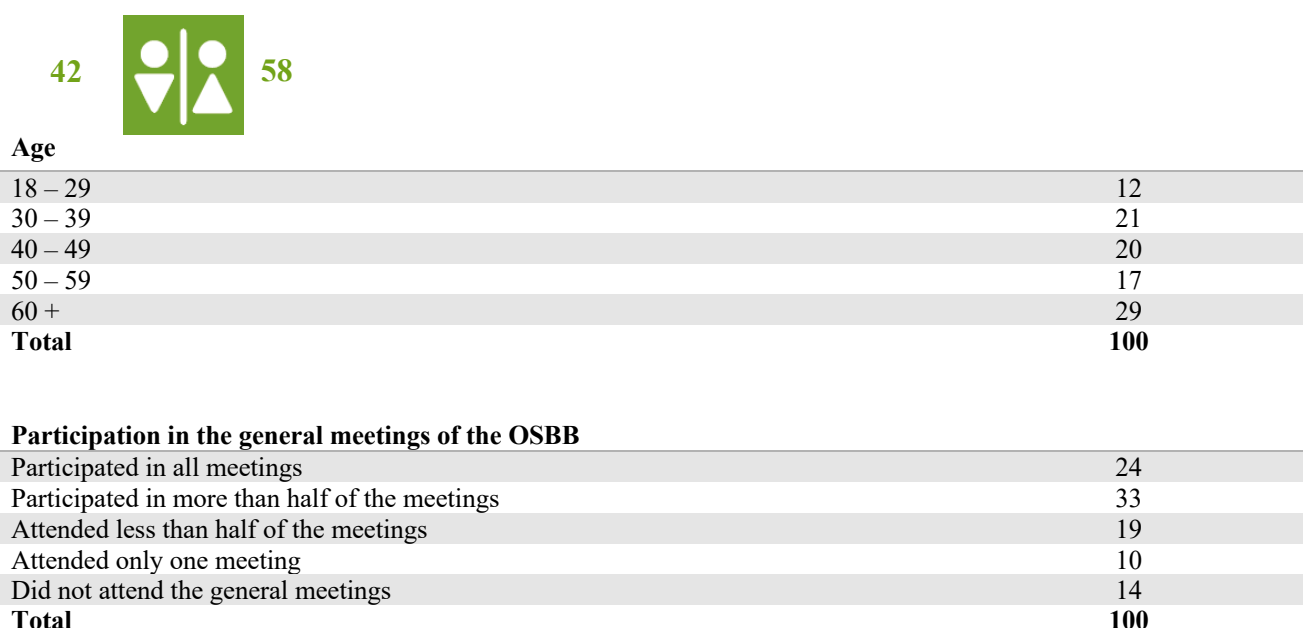 42 58
Age
18 – 29 12
30 – 39 21
40 – 49 20
50 – 59 17
60 + 29
Total 100
Participation in the general meetings of the OSBB
Participated in all meetings 24
Participated in more than half of the meetings 33
Attended less than half of the meetings 19
Attended only one meeting 10
Did not attend the general meetings 14
Total 100